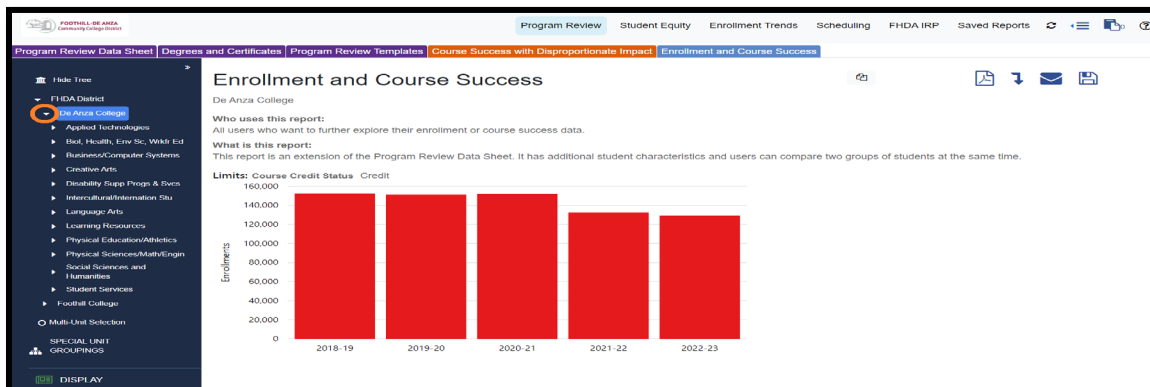 FOOTHILL-DE ANZA
Community College District
Program Review Student Equity Enrollment Trends Scheduling FHDA IRP Saved Reports
Program Review Data Sheet Degrees and Certificates Program Review Templates Course Success with Disproportionate Impact Enrollment and Course Success
»
Hide Tree
FHDA District
De Anza College
Applied Technologies
Biol, Health, Env Sc, Wrkfr Ed
Business/Computer Systems
Creative Arts
Disability Supp Progs & Svcs
Intercultural/Internation Stu
Language Arts
Learning Resources
Physical Education/Athletics
Physical Sciences/Math/Engin
Social Sciences and
Humanities
Student Services
Foothill College
Multi-Unit Selection
SPECIAL UNIT
GROUPINGS
DISPLAY
Enrollment and Course Success
De Anza College
Who uses this report:
All users who want to further explore their enrollment or course success data.
What is this report:
This report is an extension of the Program Review Data Sheet. It has additional student characteristics and users can compare two groups of students at the same time.
Limits: Course Credit Status Credit
Enrollments
160,000
140,000
120,000
100,000
80,000
60,000
40,000
20,000
0
2018-19 2019-20 2020-21 2021-22 2022-23